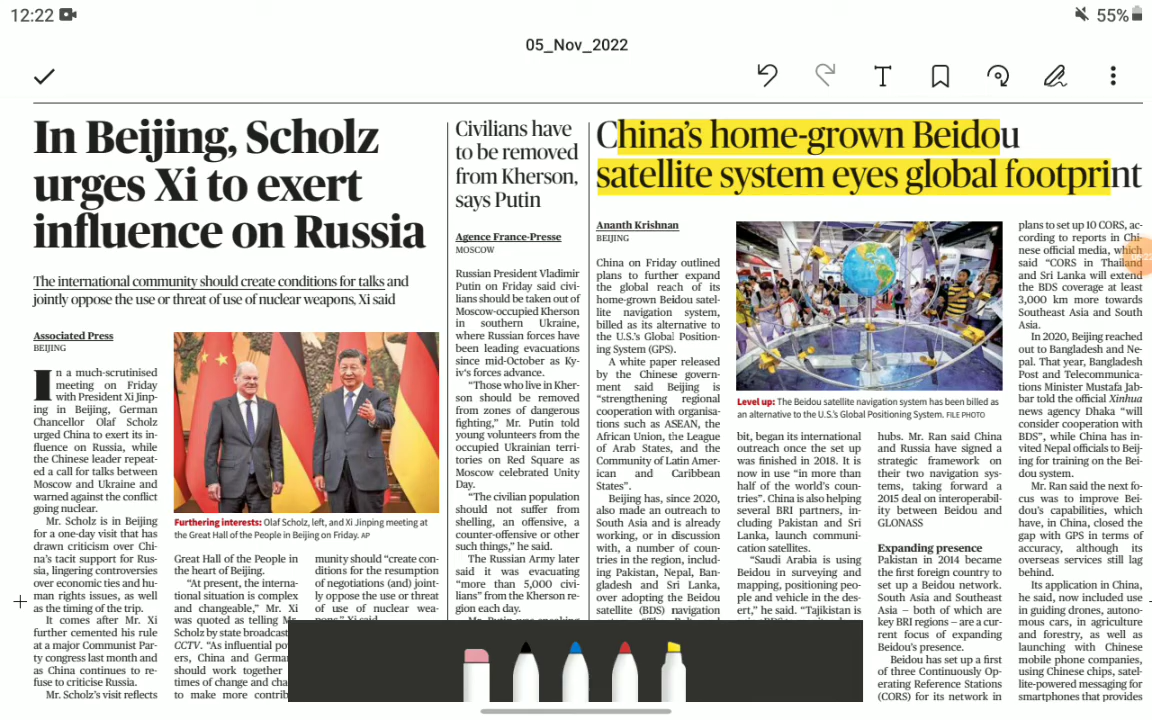 12:22
55%
05_Nov_2022
T
In Beijing, Scholz
urges Xi to exert
influence on Russia
The international community should create conditions for talks and
jointly oppose the use or threat of use of nuclear weapons, Xi said
Associated Press
BEIJING
In a much-scrutinised
meeting on Friday
with President Xi Jinp-
ing in Beijing, German
Chancellor Olaf Scholz
urged China to exert its in-
fluence on Russia, while
the Chinese leader repeat-
ed a call for talks between
Moscow and Ukraine and
warned against the conflict
going nuclear.
Mr. Scholz is in Beijing
for a one-day visit that has
drawn criticism over Chi-
na's tacit support for Rus-
sia, lingering controversies
over economic ties and hu-
man rights issues, as well
as the timing of the trip.
It comes after Mr. Xi
further cemented his rule
at a major Communist Par-
ty congress last month and
as China continues to re-
fuse to criticise Russia.
Mr. Scholz's visit reflects
Furthering interests: Olaf Scholz, left, and Xi Jinping meeting at
the Great Hall of the People in Beijing on Friday. AP
Great Hall of the People in
the heart of Beijing.
"At present, the interna-
tional situation is complex
and changeable," Mr. Xi
was quoted as telling Mr.
Scholz by state broadcast
CCTV. "As influential pow
ers, China and German
should work together
times of change and cha
to make more contrib
munity should "create con-
ditions for the resumption
of negotiations (and) joint-
ly oppose the use or threat
of use of nuclear wea-
pons," Xi said.
Civilians have
to be removed
from Kherson,
says Putin
Agence France-Presse
MOSCOW
Russian President Vladimir
Putin on Friday said civi-
lians should be taken out of
Moscow-occupied Kherson
in southern Ukraine,
where Russian forces have
been leading evacuations
since mid-October as Ky-
iv's forces advance.
"Those who live in Kher-
son should be removed
from zones of dangerous
fighting," Mr. Putin told
young volunteers from the
occupied Ukrainian territ-
ories on Red Square as
Moscow celebrated Unity
Day.
"The civilian population
should not suffer from
shelling, an offensive, a
counter-offensive or other
such things," he said.
The Russian Army later
said it was evacuating
"more than 5,000 civi-
lians" from the Kherson re-
gion each day.
Mr. Putin was speaking
China's home-grown Beidou
satellite system eyes global footprint
Ananth Krishnan
BEIJING
China on Friday outlined
plans to further expand
the global reach of its
home-grown Beidou satel-
lite navigation system,
billed as its alternative to
the U.S.'s Global Position-
ing System (GPS).
A white paper released
by the Chinese govern-
ment said Beijing is
"strengthening regional
cooperation with organisa-
tions such as ASEAN, the
African Union, the League
of Arab States, and the
Community of Latin Amer-
ican and Caribbean
States".
Beijing has, since 2020,
also made an outreach to
South Asia and is already
working, or in discussion
with, a number of coun-
tries in the region, includ-
ing Pakistan, Nepal, Ban-
gladesh and Sri Lanka,
over adopting the Beidou
satellite (BDS) navigation
Level up: The Beidou satellite navigation system has been billed as
an alternative to the U.S.'s Global Positioning System. FILE PHOTO
bit, began its international
outreach once the set up
was finished in 2018. It is
now in use "in more than
half of the world's coun-
tries". China is also helping
several BRI partners, in-
cluding Pakistan and Sri
Lanka, launch communi-
cation satellites.
"Saudi Arabia is using
Beidou in surveying and
mapping, positioning peo-
ple and vehicle in the des-
ert," he said. "Tajikistan is
hubs. Mr. Ran said China
and Russia have signed a
strategic framework on
their two navigation sys-
tems, taking forward a
2015 deal on interoperabil-
ity between Beidou and
GLONASS
Expanding presence
Pakistan in 2014 became
the first foreign country to
set up a Beidou network.
South Asia and Southeast
Asia – both of which are
key BRI regions – are a cur-
rent focus of expanding
Beidou's presence.
Beidou has set up a first
of three Continuously Op-
erating Reference Stations
(CORS) for its network in
plans to set up 10 CORS, ac-
cording to reports in Chi-
nese official media, which
said "CORS in Thailand
and Sri Lanka will extend
the BDS coverage at least
3,000 km more towards
Southeast Asia and South
Asia.
In 2020, Beijing reached
out to Bangladesh and Ne-
pal. That year, Bangladesh
Post and Telecommunica-
tions Minister Mustafa Jab-
bar told the official Xinhua
news agency Dhaka "will
consider cooperation with
BDS", while China has in-
vited Nepal officials to Beij-
ing for training on the Bei-
dou system.
Mr. Ran said the next fo-
cus was to improve Bei-
dou's capabilities, which
have, in China, closed the
gap with GPS in terms of
accuracy, although its
overseas services still lag
behind.
Its application in China,
he said, now included use
in guiding drones, autono-
mous cars, in agriculture
and forestry, as well as
launching with Chinese
mobile phone companies,
using Chinese chips, satel-
lite-powered messaging for
smartphones that provides